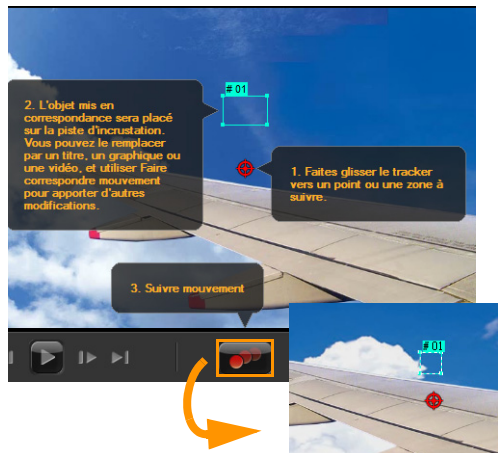 # 01
2. L'objet mis en
correspondance sera placé
sur la piste d'incrustation.
Vous pouvez le remplacer
par un titre, un graphique ou
une vidéo, et utiliser Faire
correspondre mouvement
pour apporter d'autres
modifications.
1. Faites glisser le tracker
vers un point ou une zone à
suivre.
3. Suivre mouvement
# 01